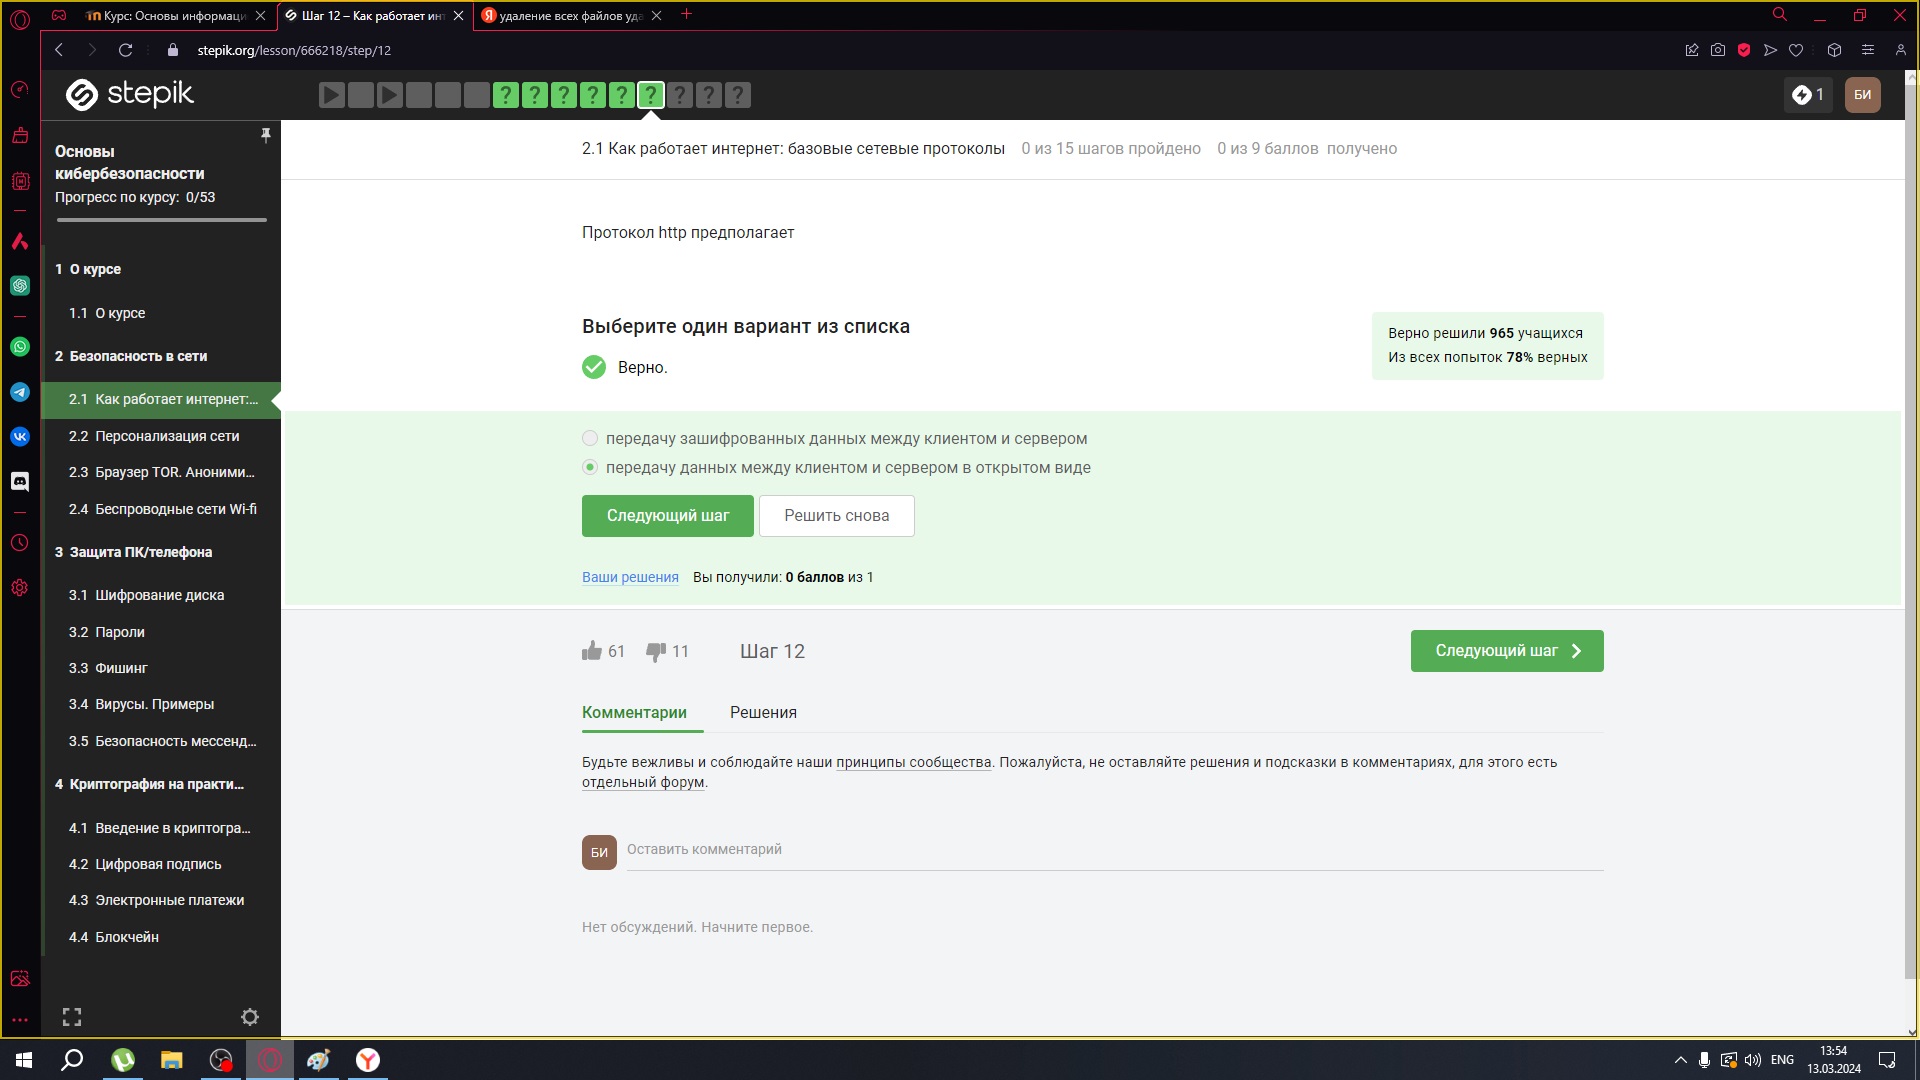 Курс: Основы информаци
Шаг 12 – Как работает инт
удаление всех файлов уда
stepik.org/lesson/666218/step/12
stepik
1
БИ
Основы
кибербезопасности
Прогресс по курсу: 0/53
1 О курсе
1.1 О курсе
2 Безопасность в сети
2.1 Как работает интернет:...
2.2 Персонализация сети
2.3 Браузер TOR. Аноними...
2.4 Беспроводные сети Wi-fi
3 Защита ПК/телефона
3.1 Шифрование диска
3.2 Пароли
3.3 Фишинг
3.4 Вирусы. Примеры
3.5 Безопасность мессенд...
4 Криптография на практи...
4.1 Введение в криптогра...
4.2 Цифровая подпись
4.3 Электронные платежи
4.4 Блокчейн
2.1 Как работает интернет: базовые сетевые протоколы 0 из 15 шагов пройдено 0 из 9 баллов получено
Протокол http предполагает
Выберите один вариант из списка
Верно.
Верно решили 965 учащихся
Из всех попыток 78% верных
передачу зашифрованных данных между клиентом и сервером
передачу данных между клиентом и сервером в открытом виде
Следующий шаг
Решить снова
Ваши решения Вы получили: 0 баллов из 1
61 11 Шаг 12
Следующий шаг
Комментарии Решения
Будьте вежливы и соблюдайте наши принципы сообщества. Пожалуйста, не оставляйте решения и подсказки в комментариях, для этого есть
отдельный форум.
БИ
Оставить комментарий
Нет обсуждений. Начните первое.
ENG
13:54
13.03.2024